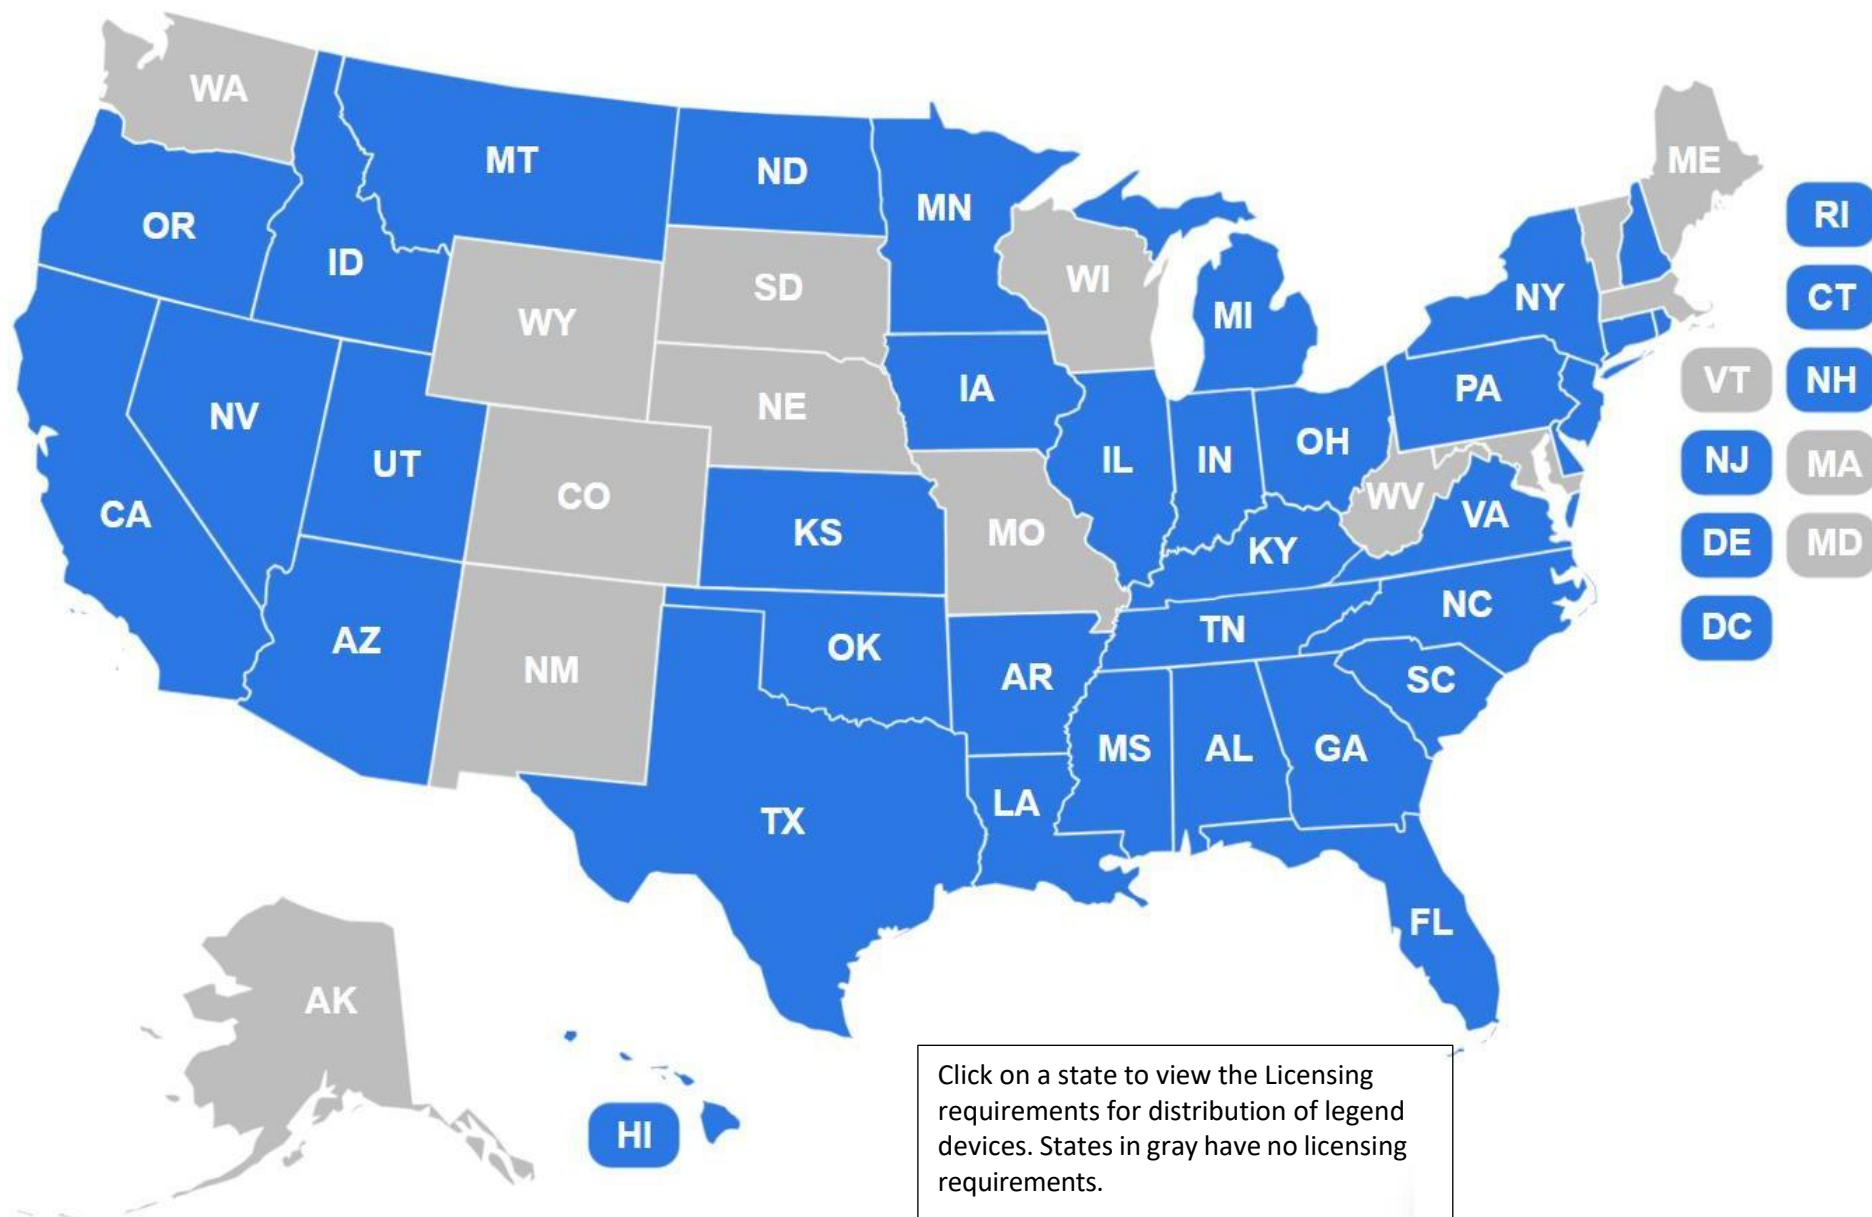 WA
MT
ND
MN
ME
OR
ID
SD
WI
RI
WY
MI
NY
CT
NE
IA
PA
VT
NH
NV
UT
CO
IL
IN
OH
NJ
MA
CA
KS
MO
WV
VA
KY
DE
MD
AZ
NM
OK
AR
TN
NC
DC
SC
TX
LA
MS
AL
GA
FL
AK
HI
Click on a state to view the Licensing
requirements for distribution of legend
devices. States in gray have no licensing
requirements.